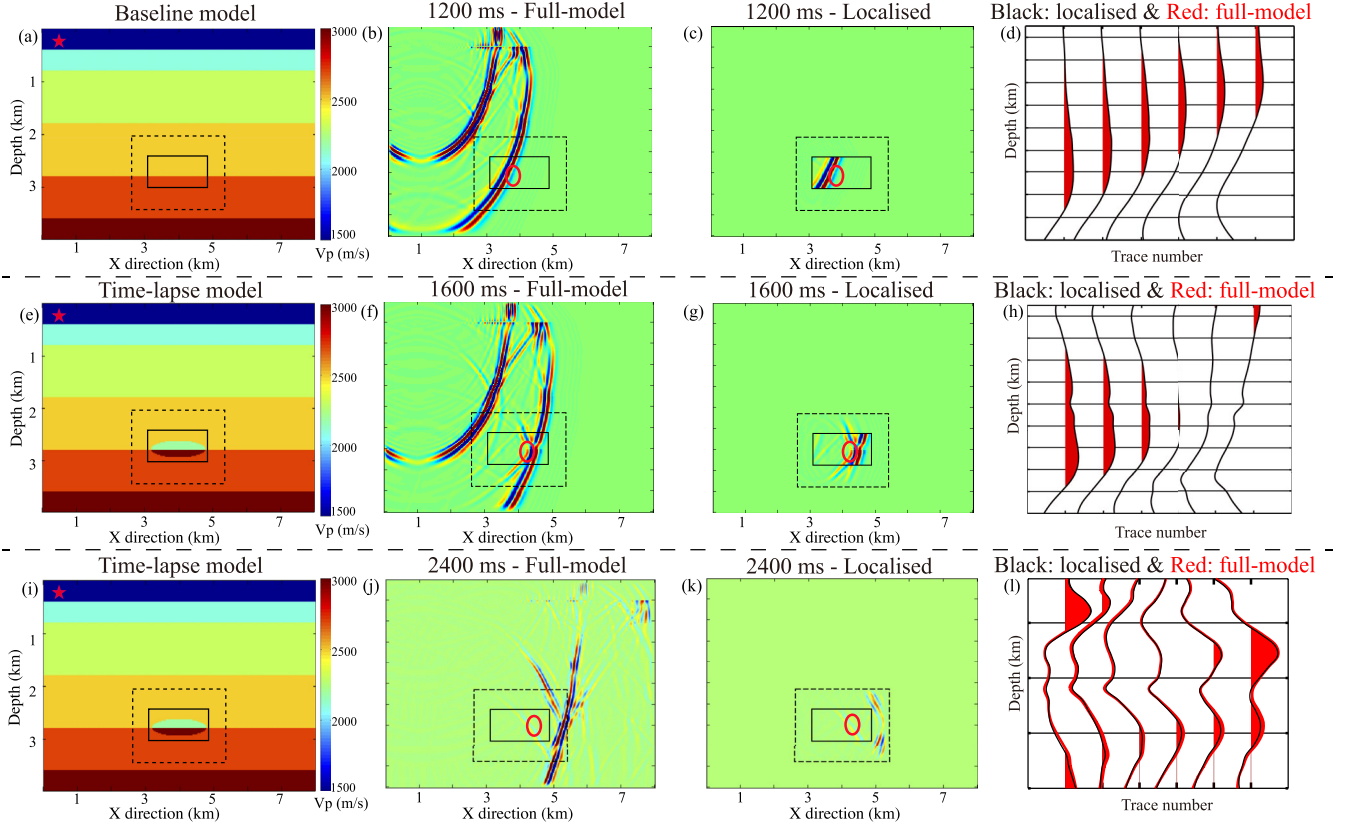 Baseline model
1200 ms - Full-model
1200 ms - Localised
Black: localised & Red: full-model
(a)
(b)
(c)
(d)
3000
2500
2000
1500
Vp (m/s)
Depth (km)
1
2
3
1 3 5 7
X direction (km)
1 3 5 7
X direction (km)
1 3 5 7
X direction (km)
Depth (km)
Trace number
Time-lapse model
1600 ms - Full-model
1600 ms - Localised
Black: localised & Red: full-model
(e)
(f)
(g)
(h)
3000
2500
2000
1500
Vp (m/s)
Depth (km)
1
2
3
1 3 5 7
X direction (km)
1 3 5 7
X direction (km)
1 3 5 7
X direction (km)
Depth (km)
Trace number
Time-lapse model
2400 ms - Full-model
2400 ms - Localised
Black: localised & Red: full-model
(i)
(j)
(k)
(l)
3000
2500
2000
1500
Vp (m/s)
Depth (km)
1
2
3
1 3 5 7
X direction (km)
1 3 5 7
X direction (km)
1 3 5 7
X direction (km)
Depth (km)
Trace number